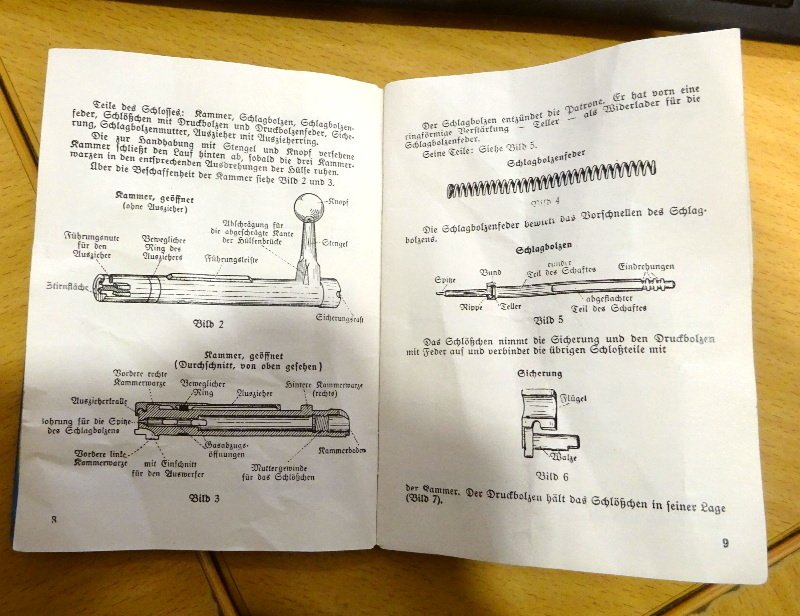 Teile des Schlosses: Kammer, Schlagbolzen, Schlagbolzen-
feder, Schlößchen mit Druckbolzen und Druckbolzenfeder, Siche-
rung, Schlagbolzenmutter, Auszieher mit Auszieherring.
Die zur Handhabung mit Stengel und Knopf versehene
Kammer schließt den Lauf hinten ab, sobald die drei Kammer-
warzen in den entsprechenden Ausdrehungen der Hülse ruhen.
Über die Beschaffenheit der Kammer siehe Bild 2 und 3.
Kammer, geöffnet
(ohne Auszieher)
Knopf
Abschrägung für
die abgeschrägte Kante
der Hülsenbrücke
Stengel
Führungsnute
für den
Auszieher
Beweglicher
Ring des
Ausziehers
Führungsleiste
Stirnfläche
Sicherungsrast
Bild 2
Kammer, geöffnet
(Durchschnitt, von oben gesehen)
Vordere rechte
Kammerwarze
Beweglicher
Ring
Auszieher
Hintere Kammerwarze
(rechts)
Auszieherkralle
ohrung für die Spitze
des Schlagbolzens
Vordere linke
Kammerwarze
mit Einschnitt
für den Auswerfer
Gasabzugs-
öffnungen
Muttergewinde
für das Schlößchen
Kammerboden
Bild 3
8
Der Schlagbolzen entzündet die Patrone. Er hat vorn eine
ringförmige Verstärkung – Teller – als Widerlader für die
Schlagbolzenfeder.
Seine Teile: Siehe Bild 5.
Schlagbolzenfeder
Bild 4
Die Schlagbolzenfeder bewirkt das Vorschnellen des Schlag-
bolzens.
Schlagbolzen
Spitze
Bund
runder
Teil des Schaftes
Eindrehungen
Rippe
Teller
abgeflachter
Teil des Schaftes
Bild 5
Das Schlößchen nimmt die Sicherung und den Druckbolzen
mit Feder auf und verbindet die übrigen Schloßteile mit
Sicherung
Flügel
Walze
Bild 6
der Kammer. Der Druckbolzen hält das Schlößchen in seiner Lage
(Bild 7).
9